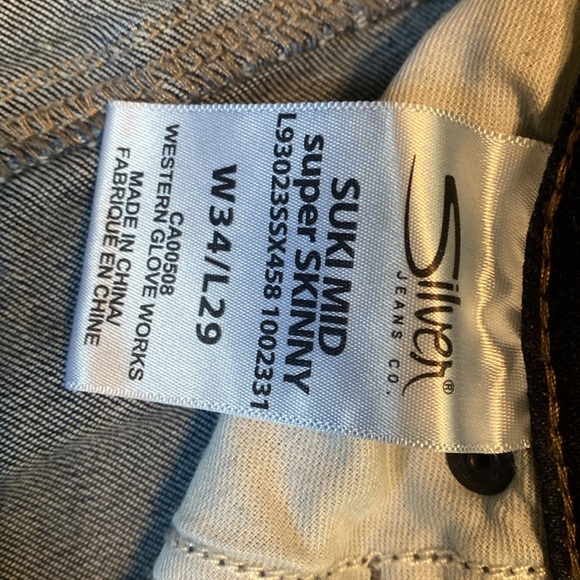 Silver®
JEANS CO.
SUKI MID
super SKINNY
L93023SSX458 1002331
W34/L29
CA00508
WESTERN GLOVE WORKS
MADE IN CHINA/
FABRIQUE EN CHINE